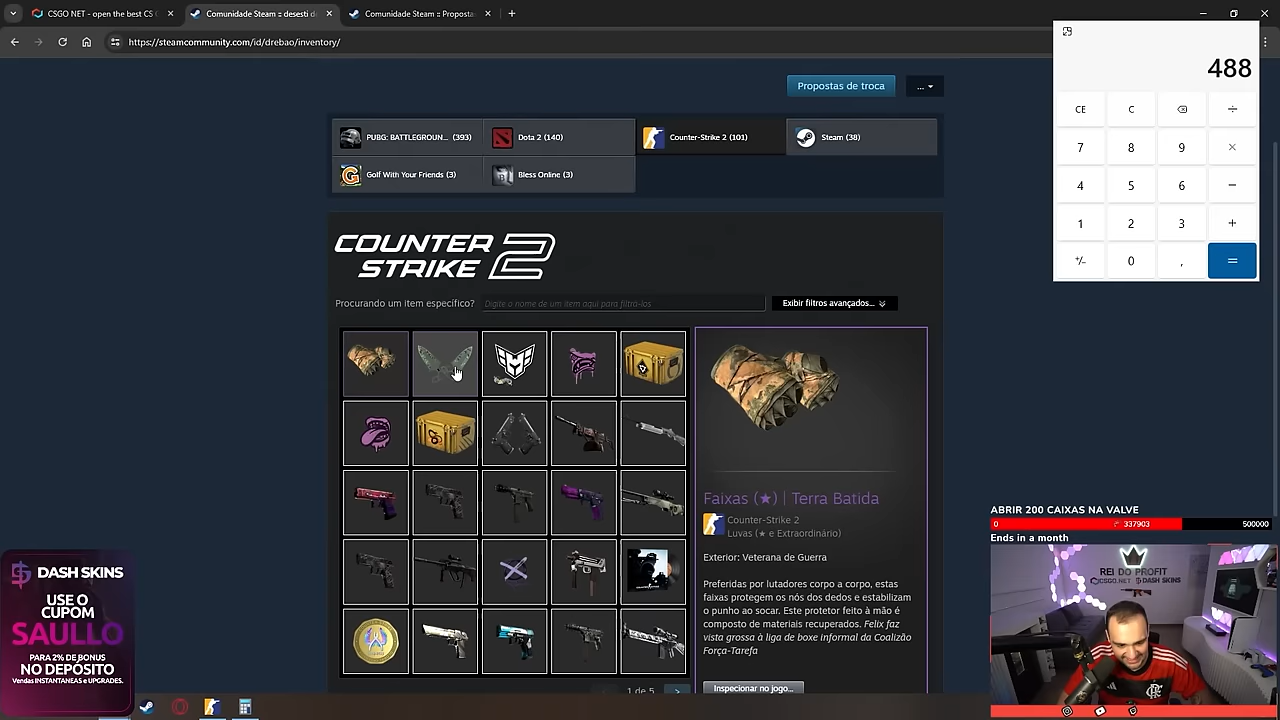 CSGO NET - open the best CS
Comunidade Steam :: desesti d
Comunidade Steam :: Proposta
https://steamcommunity.com/id/drebao/inventory/
Propostas de troca
...
PUBG: BATTLEGROUN... (393)
Dota 2 (140)
Counter-Strike 2 (101)
Steam (38)
Golf With Your Friends (3)
Bless Online (3)
COUNTER
STRIKE 2
Procurando um item específico?
Digite o nome de um item aqui para filtrá-los
Exibir filtros avançados...
Faixas (★) | Terra Batida
Counter-Strike 2
Luvas (★ e Extraordinário)
Exterior: Veterana de Guerra
Preferidas por lutadores corpo a corpo, estas
faixas protegem os nós dos dedos e estabilizam
o punho ao socar. Este protetor feito à mão é
composto de materiais recuperados. Felix faz
vista grossa à liga de boxe informal da Coalizão
Força-Tarefa
Inspecionar no jogo...
1 de 5
>
488
CE C ÷
7 8 9 ×
4 5 6 −
1 2 3 +
+/- 0 , =
ABRIR 200 CAIXAS NA VALVE
0 337903 500000
Ends in a month
REI DO PROFIT
CSGO.NET DASH SKINS
DASH SKINS
USE O
CUPOM
SAULLO
PARA 2% DE BONUS
NO DEPÓSITO
Vendas INSTANTANEAS e UPGRADES.